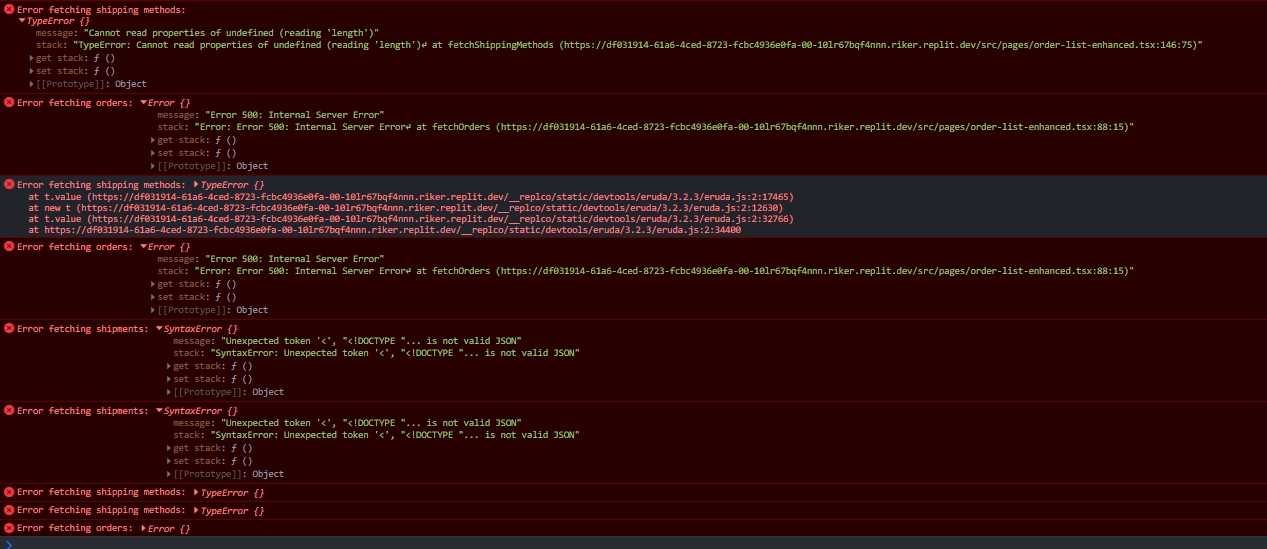 Error fetching shipping methods:
▼TypeError {}
message: "Cannot read properties of undefined (reading 'length')"
stack: "TypeError: Cannot read properties of undefined (reading 'length')↵ at fetchShippingMethods (https://df031914-61a6-4ced-8723-fcbc4936e0fa-00-10lr67bqf4nnn.riker.replit.dev/src/pages/order-list-enhanced.tsx:146:75)"
▶get stack: ƒ ()
▶set stack: ƒ ()
▶[[Prototype]]: Object
Error fetching orders: ▼Error {}
message: "Error 500: Internal Server Error"
stack: "Error: Error 500: Internal Server Error↵ at fetchOrders (https://df031914-61a6-4ced-8723-fcbc4936e0fa-00-10lr67bqf4nnn.riker.replit.dev/src/pages/order-list-enhanced.tsx:88:15)"
▶get stack: ƒ ()
▶set stack: ƒ ()
▶[[Prototype]]: Object
Error fetching shipping methods: ▶TypeError {}
at t.value (https://df031914-61a6-4ced-8723-fcbc4936e0fa-00-10lr67bqf4nnn.riker.replit.dev/__replco/static/devtools/eruda/3.2.3/eruda.js:2:17465)
at new t (https://df031914-61a6-4ced-8723-fcbc4936e0fa-00-10lr67bqf4nnn.riker.replit.dev/__replco/static/devtools/eruda/3.2.3/eruda.js:2:12630)
at t.value (https://df031914-61a6-4ced-8723-fcbc4936e0fa-00-10lr67bqf4nnn.riker.replit.dev/__replco/static/devtools/eruda/3.2.3/eruda.js:2:32766)
at https://df031914-61a6-4ced-8723-fcbc4936e0fa-00-10lr67bqf4nnn.riker.replit.dev/__replco/static/devtools/eruda/3.2.3/eruda.js:2:34400
Error fetching orders: ▼Error {}
message: "Error 500: Internal Server Error"
stack: "Error: Error 500: Internal Server Error↵ at fetchOrders (https://df031914-61a6-4ced-8723-fcbc4936e0fa-00-10lr67bqf4nnn.riker.replit.dev/src/pages/order-list-enhanced.tsx:88:15)"
▶get stack: ƒ ()
▶set stack: ƒ ()
▶[[Prototype]]: Object
Error fetching shipments: ▼SyntaxError {}
message: "Unexpected token '<', "<!DOCTYPE "... is not valid JSON"
stack: "SyntaxError: Unexpected token '<', "<!DOCTYPE "... is not valid JSON"
▶get stack: ƒ ()
▶set stack: ƒ ()
▶[[Prototype]]: Object
Error fetching shipments: ▼SyntaxError {}
message: "Unexpected token '<', "<!DOCTYPE "... is not valid JSON"
stack: "SyntaxError: Unexpected token '<', "<!DOCTYPE "... is not valid JSON"
▶get stack: ƒ ()
▶set stack: ƒ ()
▶[[Prototype]]: Object
Error fetching shipping methods: ▶TypeError {}
Error fetching shipping methods: ▶TypeError {}
Error fetching orders: ▶Error {}